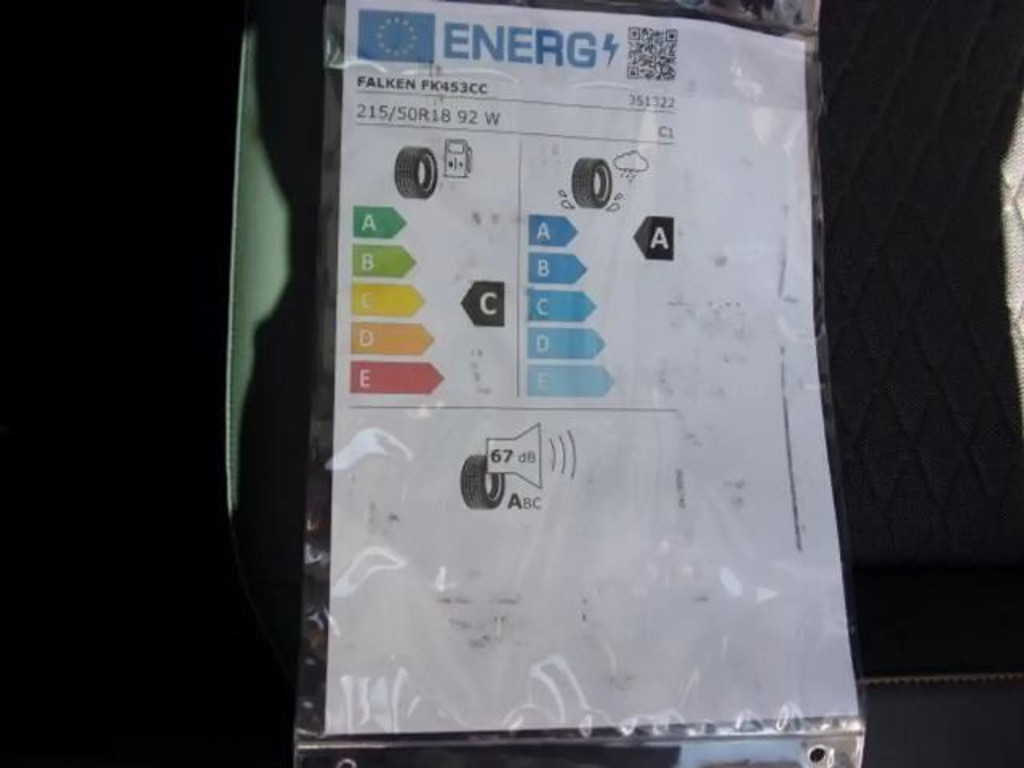 ENERG
FALKEN FK453CC 351322
215/50R18 92 W C1
A A A
B B
C C C
D D
E E
67 dB
ABC